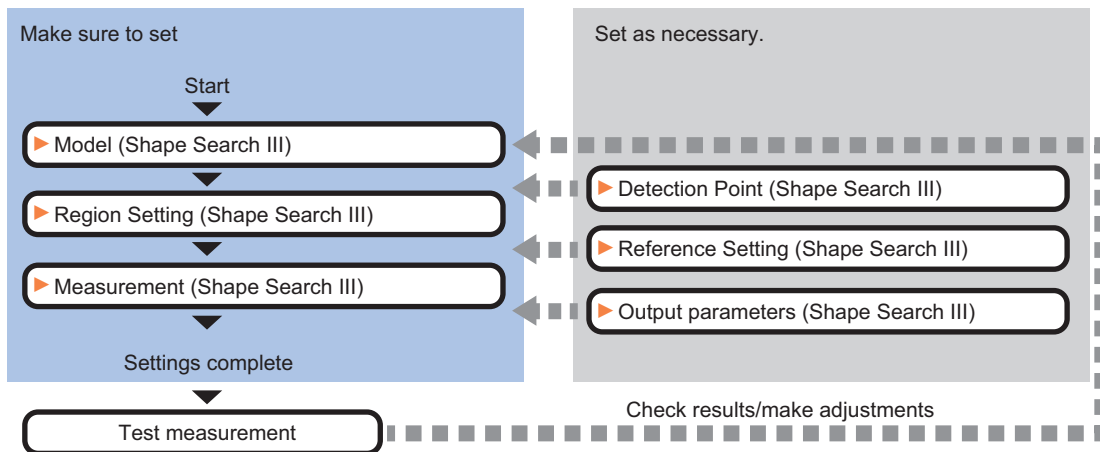 Make sure to set
Start
Model (Shape Search III)
Region Setting (Shape Search III)
Measurement (Shape Search III)
Settings complete
Test measurement
Set as necessary.
Detection Point (Shape Search III)
Reference Setting (Shape Search III)
Output parameters (Shape Search III)
Check results/make adjustments